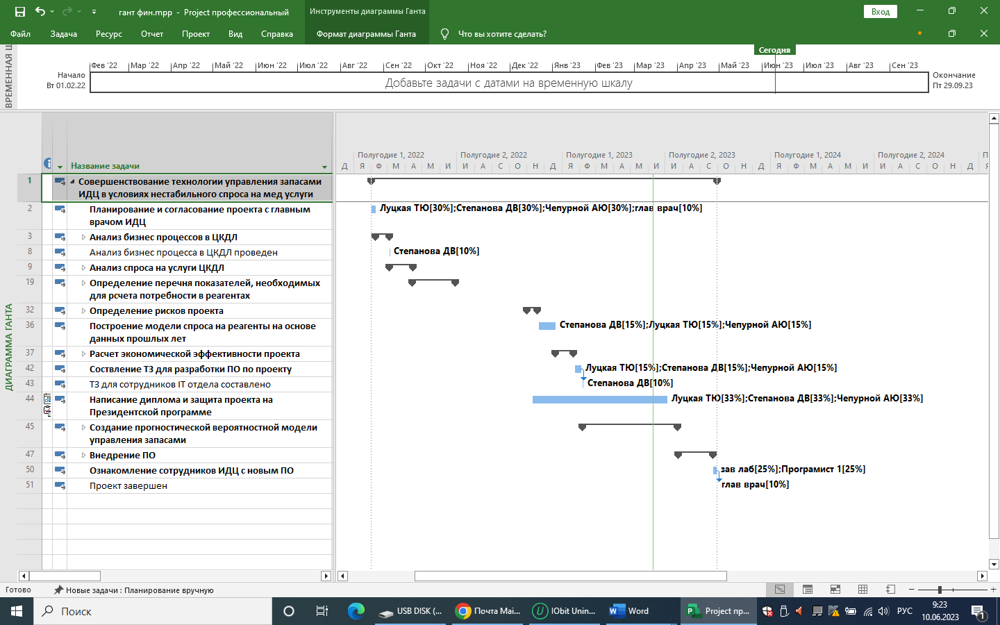 гант фин.mpp - Project профессиональный
Инструменты диаграммы Ганта
Вход
Файл Задача Ресурс Отчет Проект Вид Справка Формат диаграммы Ганта Что вы хотите сделать?
Сегодня
Фев '22 Мар '22 Апр '22 Май '22 Июн '22 Июл '22 Авг '22 Сен '22 Окт '22 Ноя '22 Дек '22 Янв '23 Фев '23 Мар '23 Апр '23 Май '23 Июн '23 Июл '23 Авг '23 Сен '23
Начало
Вт 01.02.22
Добавьте задачи с датами на временную шкалу
Окончание
Пт 29.09.23
ВРЕМЕННАЯ Ш
Полугодие 1, 2022 Полугодие 2, 2022 Полугодие 1, 2023 Полугодие 2, 2023 Полугодие 1, 2024 Полугодие 2, 2024 П
Название задачи
Д Я Ф М А М И И А С О Н Д Я Ф М А М И И А С О Н Д Я Ф М А М И И А С О Н Д Я
ДИАГРАММА ГАНТА
1 Совершенствование технологии управления запасами
ИДЦ в условиях нестабильного спроса на мед услуги
2 Планирование и согласование проекта с главным
врачом ИДЦ
Луцкая ТЮ[30%];Степанова ДВ[30%];Чепурной АЮ[30%];глав врач[10%]
3 Анализ бизнес процессов в ЦКДЛ
8 Анализ бизнес процесса в ЦКДЛ проведен
Степанова ДВ[10%]
9 Анализ спроса на услуги ЦКДЛ
19 Определение перечня показателей, необходимых
для рсчета потребности в реагентах
32 Определение рисков проекта
36 Построение модели спроса на реагенты на основе
данных прошлых лет
Степанова ДВ[15%];Луцкая ТЮ[15%];Чепурной АЮ[15%]
37 Расчет экономической эффективности проекта
42 Соствление ТЗ для разработки ПО по проекту
Луцкая ТЮ[15%];Степанова ДВ[15%];Чепурной АЮ[15%]
43 ТЗ для сотрудников IT отдела составлено
Степанова ДВ[10%]
44 Написание диплома и защита проекта на
Президентской программе
Луцкая ТЮ[33%];Степанова ДВ[33%];Чепурной АЮ[33%]
45 Создание прогностической вероятностной модели
управления запасами
47 Внедрение ПО
50 Ознакомление сотрудников ИДЦ с новым ПО
зав лаб[25%];Програмист 1[25%]
51 Проект завершен
глав врач[10%]
Готово Новые задачи : Планирование вручную
Поиск
USB DISK (... Почта Mai... IObit Unin... Word Project пр...
РУС
9:23
10.06.2023
1